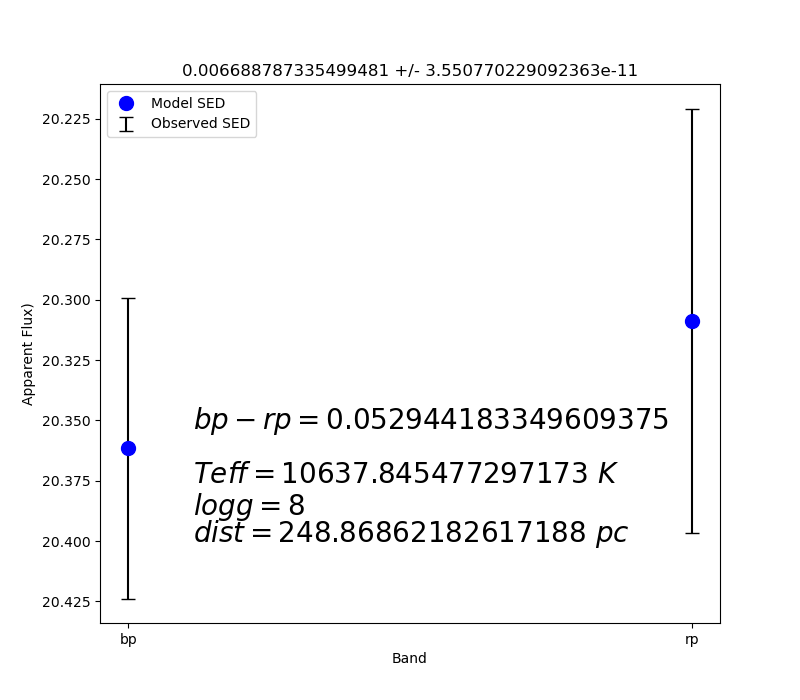 0.006688787335499481 +/- 3.550770229092363e-11
Model SED
Observed SED
20.225
20.250
20.275
20.300
20.325
20.350
20.375
20.400
20.425
Apparent Flux)
bp − rp = 0.052944183349609375
Teff = 10637.845477297173 K
logg = 8
dist = 248.86862182617188 pc
bp
rp
Band